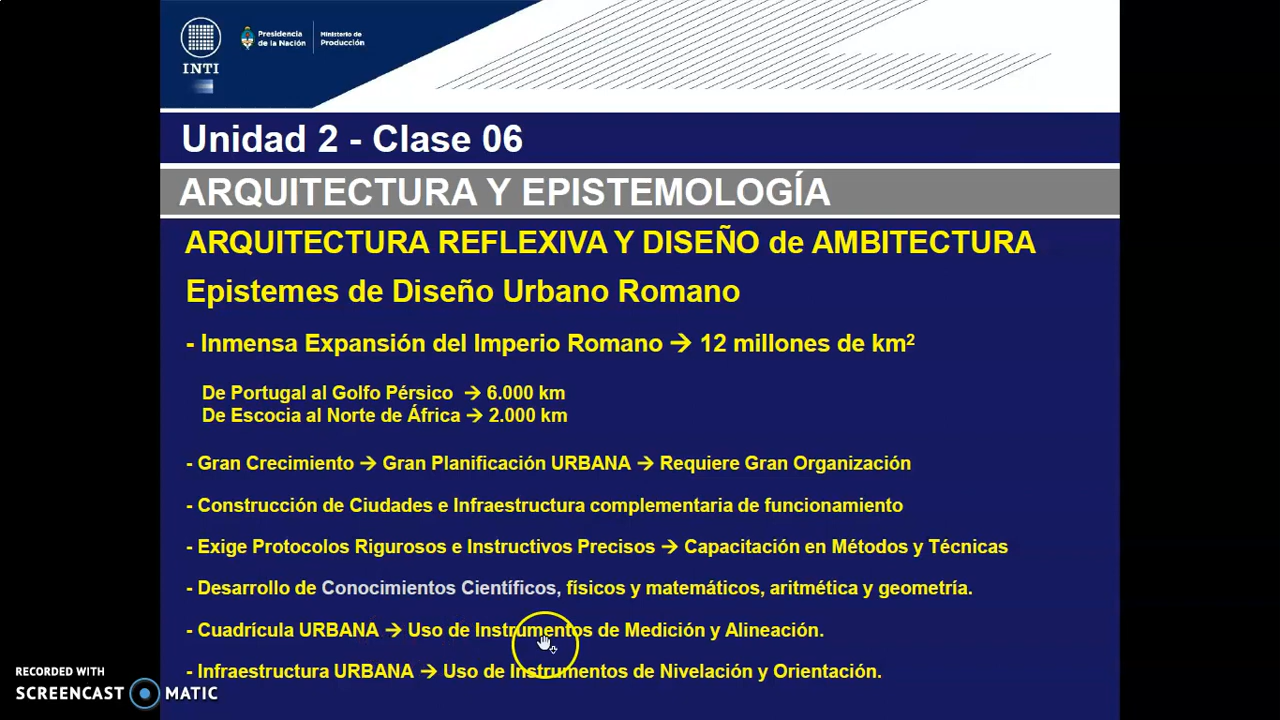 INTI
Presidencia
de la Nación
Ministerio de
Producción
Unidad 2 - Clase 06
ARQUITECTURA Y EPISTEMOLOGÍA
ARQUITECTURA REFLEXIVA Y DISEÑO de AMBITECTURA
Epistemes de Diseño Urbano Romano
- Inmensa Expansión del Imperio Romano → 12 millones de km²
De Portugal al Golfo Pérsico → 6.000 km
De Escocia al Norte de África → 2.000 km
- Gran Crecimiento → Gran Planificación URBANA → Requiere Gran Organización
- Construcción de Ciudades e Infraestructura complementaria de funcionamiento
- Exige Protocolos Rigurosos e Instructivos Precisos → Capacitación en Métodos y Técnicas
- Desarrollo de Conocimientos Científicos, físicos y matemáticos, aritmética y geometría.
- Cuadrícula URBANA → Uso de Instrumentos de Medición y Alineación.
- Infraestructura URBANA → Uso de Instrumentos de Nivelación y Orientación.
RECORDED WITH
SCREENCAST MATIC